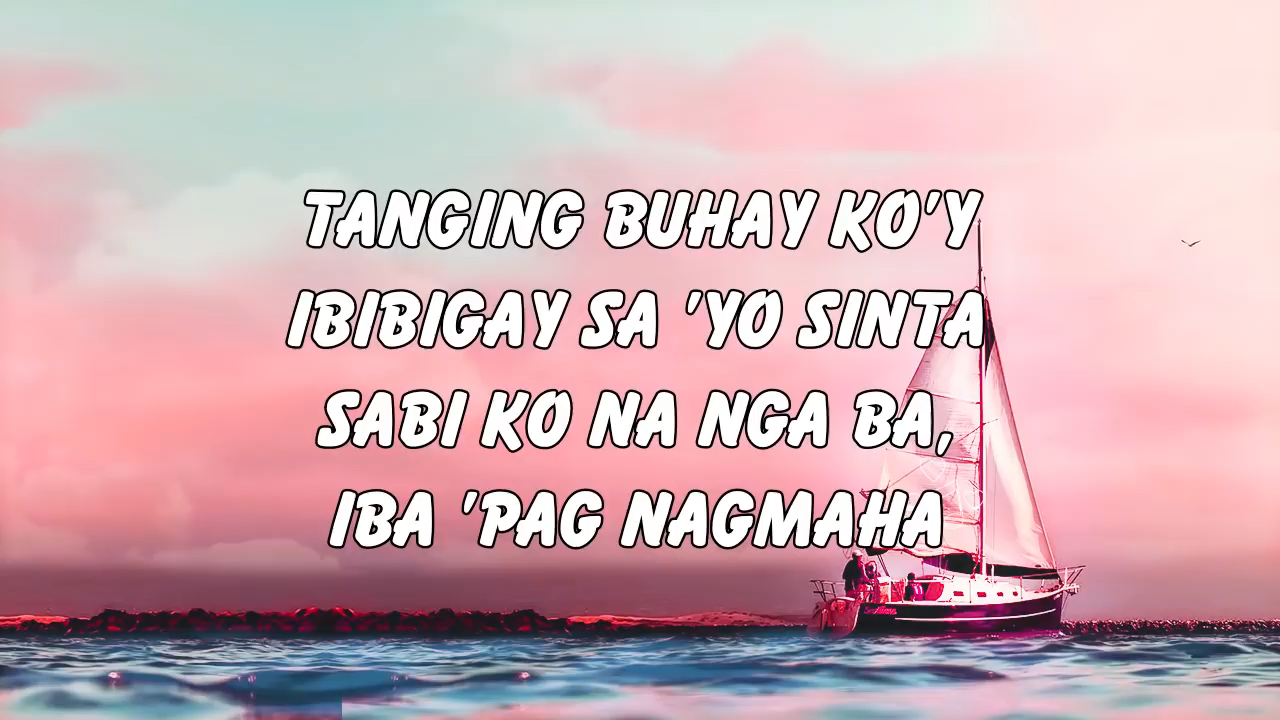 TANGING BUHAY KO'Y
IBIBIGAY SA 'YO SINTA
SABI KO NA NGA BA,
IBA 'PAG NAGMAHA